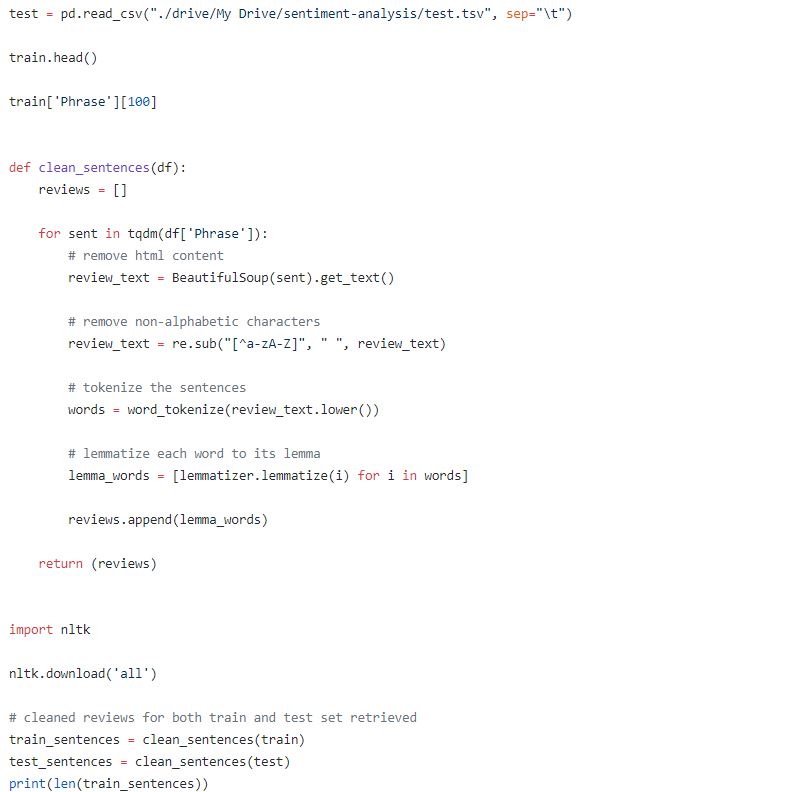 test = pd.read_csv("./drive/My Drive/sentiment-analysis/test.tsv", sep="\t")
train.head()
train['Phrase'][100]
def clean_sentences(df):
    reviews = []
    for sent in tqdm(df['Phrase']):
        # remove html content
        review_text = BeautifulSoup(sent).get_text()
        # remove non-alphabetic characters
        review_text = re.sub("[^a-zA-Z]", " ", review_text)
        # tokenize the sentences
        words = word_tokenize(review_text.lower())
        # lemmatize each word to its lemma
        lemma_words = [lemmatizer.lemmatize(i) for i in words]
        reviews.append(lemma_words)
    return (reviews)
import nltk
nltk.download('all')
# cleaned reviews for both train and test set retrieved
train_sentences = clean_sentences(train)
test_sentences = clean_sentences(test)
print(len(train_sentences))